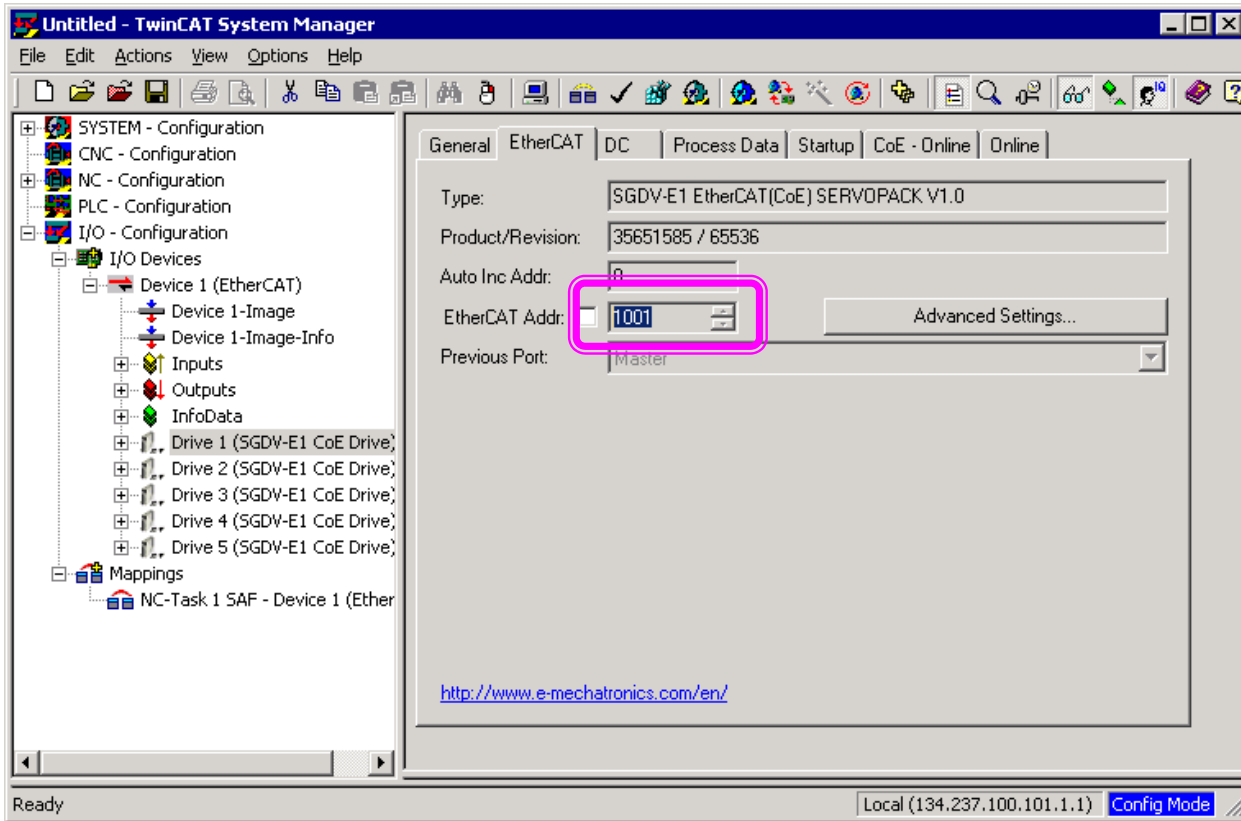 Untitled - TwinCAT System Manager
File Edit Actions View Options Help
SYSTEM - Configuration
CNC - Configuration
NC - Configuration
PLC - Configuration
I/O - Configuration
I/O Devices
Device 1 (EtherCAT)
Device 1-Image
Device 1-Image-Info
Inputs
Outputs
InfoData
Drive 1 (SGDV-E1 CoE Drive)
Drive 2 (SGDV-E1 CoE Drive)
Drive 3 (SGDV-E1 CoE Drive)
Drive 4 (SGDV-E1 CoE Drive)
Drive 5 (SGDV-E1 CoE Drive)
Mappings
NC-Task 1 SAF - Device 1 (Ether
General EtherCAT DC Process Data Startup CoE - Online Online
Type: SGDV-E1 EtherCAT(CoE) SERVOPACK V1.0
Product/Revision: 35651585 / 65536
Auto Inc Addr: 0
EtherCAT Addr: 1001 Advanced Settings...
Previous Port: Master
http://www.e-mechatronics.com/en/
Ready Local (134.237.100.101.1.1) Config Mode